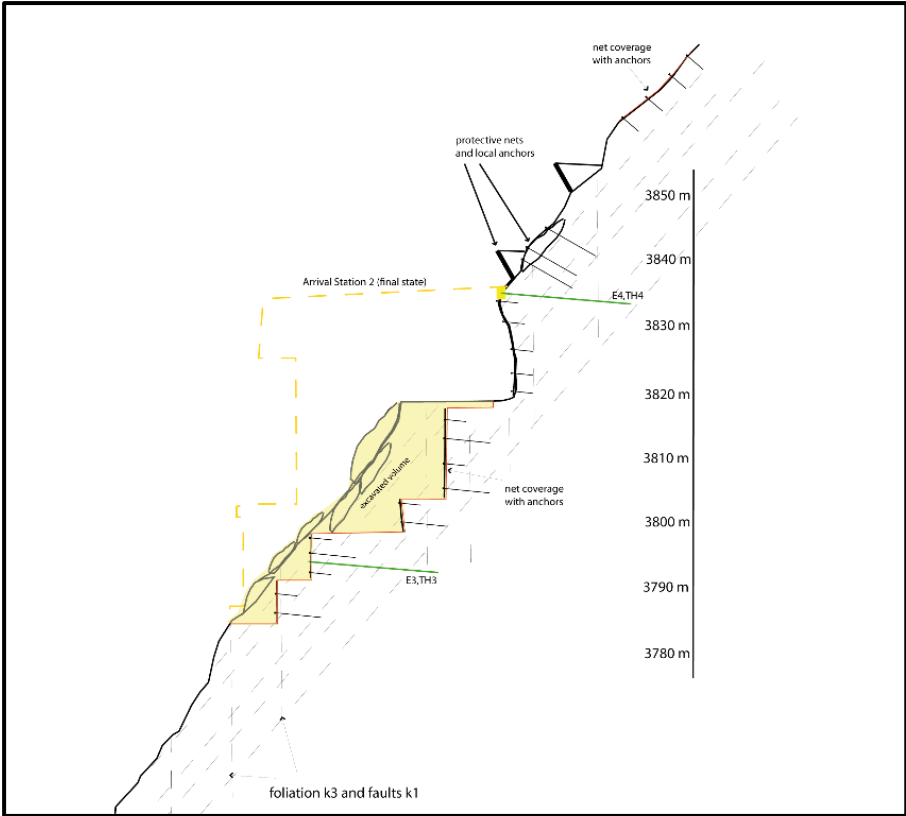 net coverage
with anchors
protective nets
and local anchors
3850 m
3840 m
Arrival Station 2 (final state)
E4,TH4
3830 m
3820 m
3810 m
excavated volume
net coverage
with anchors
3800 m
E3,TH3
3790 m
3780 m
foliation k3 and faults k1